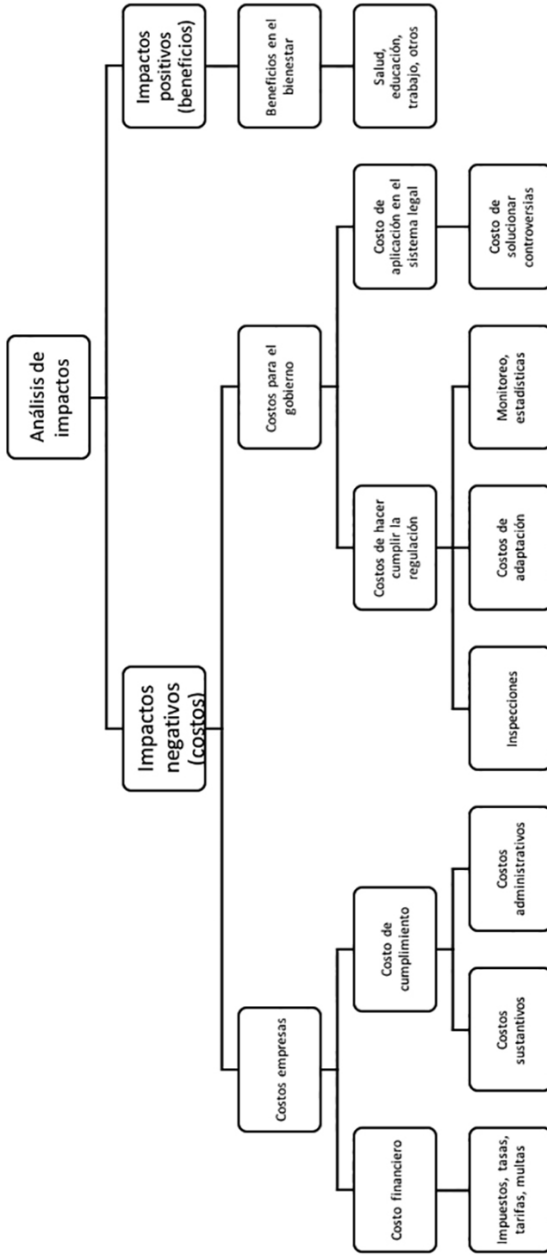 Análisis de
impactos
Impactos
negativos
(costos)
Impactos
positivos
(beneficios)
Costos empresas
Costos para el
gobierno
Beneficios en el
bienestar
Costo financiero
Costo de
cumplimiento
Costos de hacer
cumplir la
regulación
Costo de
aplicación en el
sistema legal
Salud,
educación,
trabajo, otros
Impuestos, tasas,
tarifas, multas
Costos
sustantivos
Costos
administrativos
Inspecciones
Costos de
adaptación
Monitoreo,
estadísticas
Costo de
solucionar
controversias